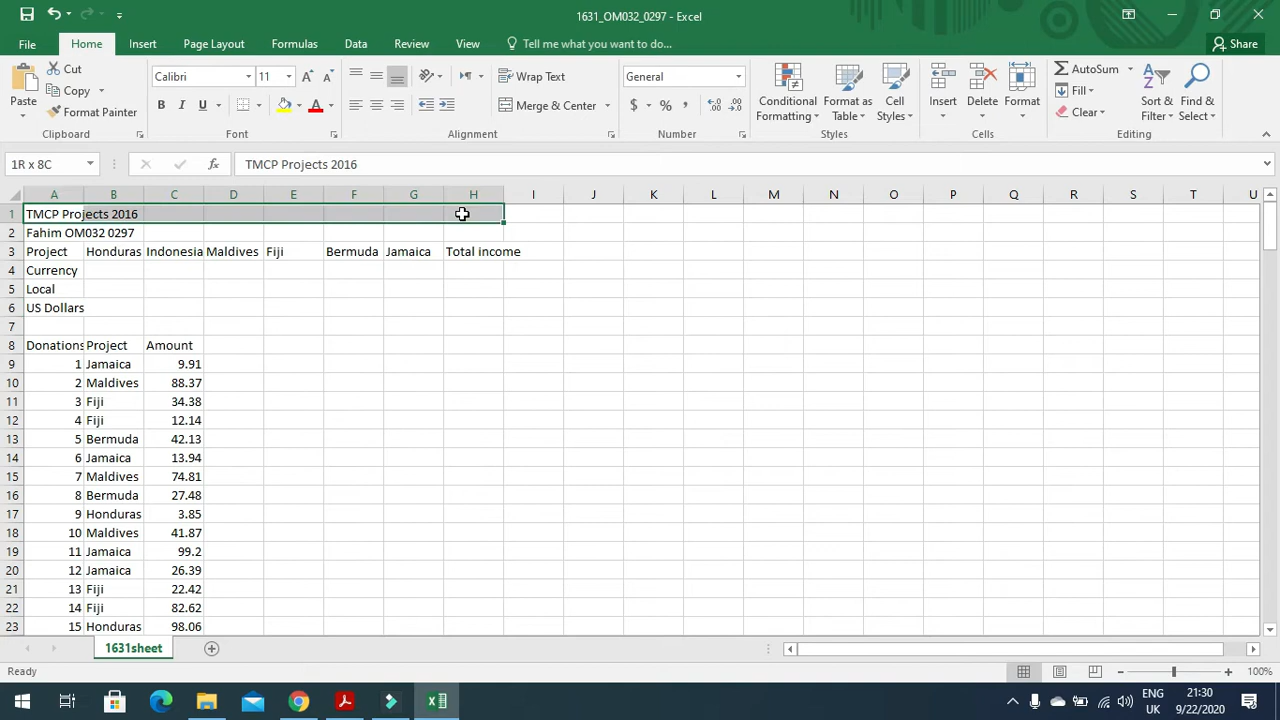 1631_OM032_0297 - Excel
File Home Insert Page Layout Formulas Data Review View Tell me what you want to do... Share
Paste Cut Copy Format Painter Calibri 11 B I U A Wrap Text Merge & Center General $ % , Conditional Formatting Format as Table Cell Styles Insert Delete Format AutoSum Fill Clear Sort & Filter Find & Select
Clipboard Font Alignment Number Styles Cells Editing
1R x 8C fx TMCP Projects 2016
A B C D E F G H I J K L M N O P Q R S T U
1 TMCP Projects 2016
2 Fahim OM032 0297
3 Project Honduras Indonesia Maldives Fiji Bermuda Jamaica Total income
4 Currency
5 Local
6 US Dollars
7
8 Donations Project Amount
9 1 Jamaica 9.91
10 2 Maldives 88.37
11 3 Fiji 34.38
12 4 Fiji 12.14
13 5 Bermuda 42.13
14 6 Jamaica 13.94
15 7 Maldives 74.81
16 8 Bermuda 27.48
17 9 Honduras 3.85
18 10 Maldives 41.87
19 11 Jamaica 99.2
20 12 Jamaica 26.39
21 13 Fiji 22.42
22 14 Fiji 82.62
23 15 Honduras 98.06
1631sheet
Ready 100%
ENG 21:30
UK 9/22/2020